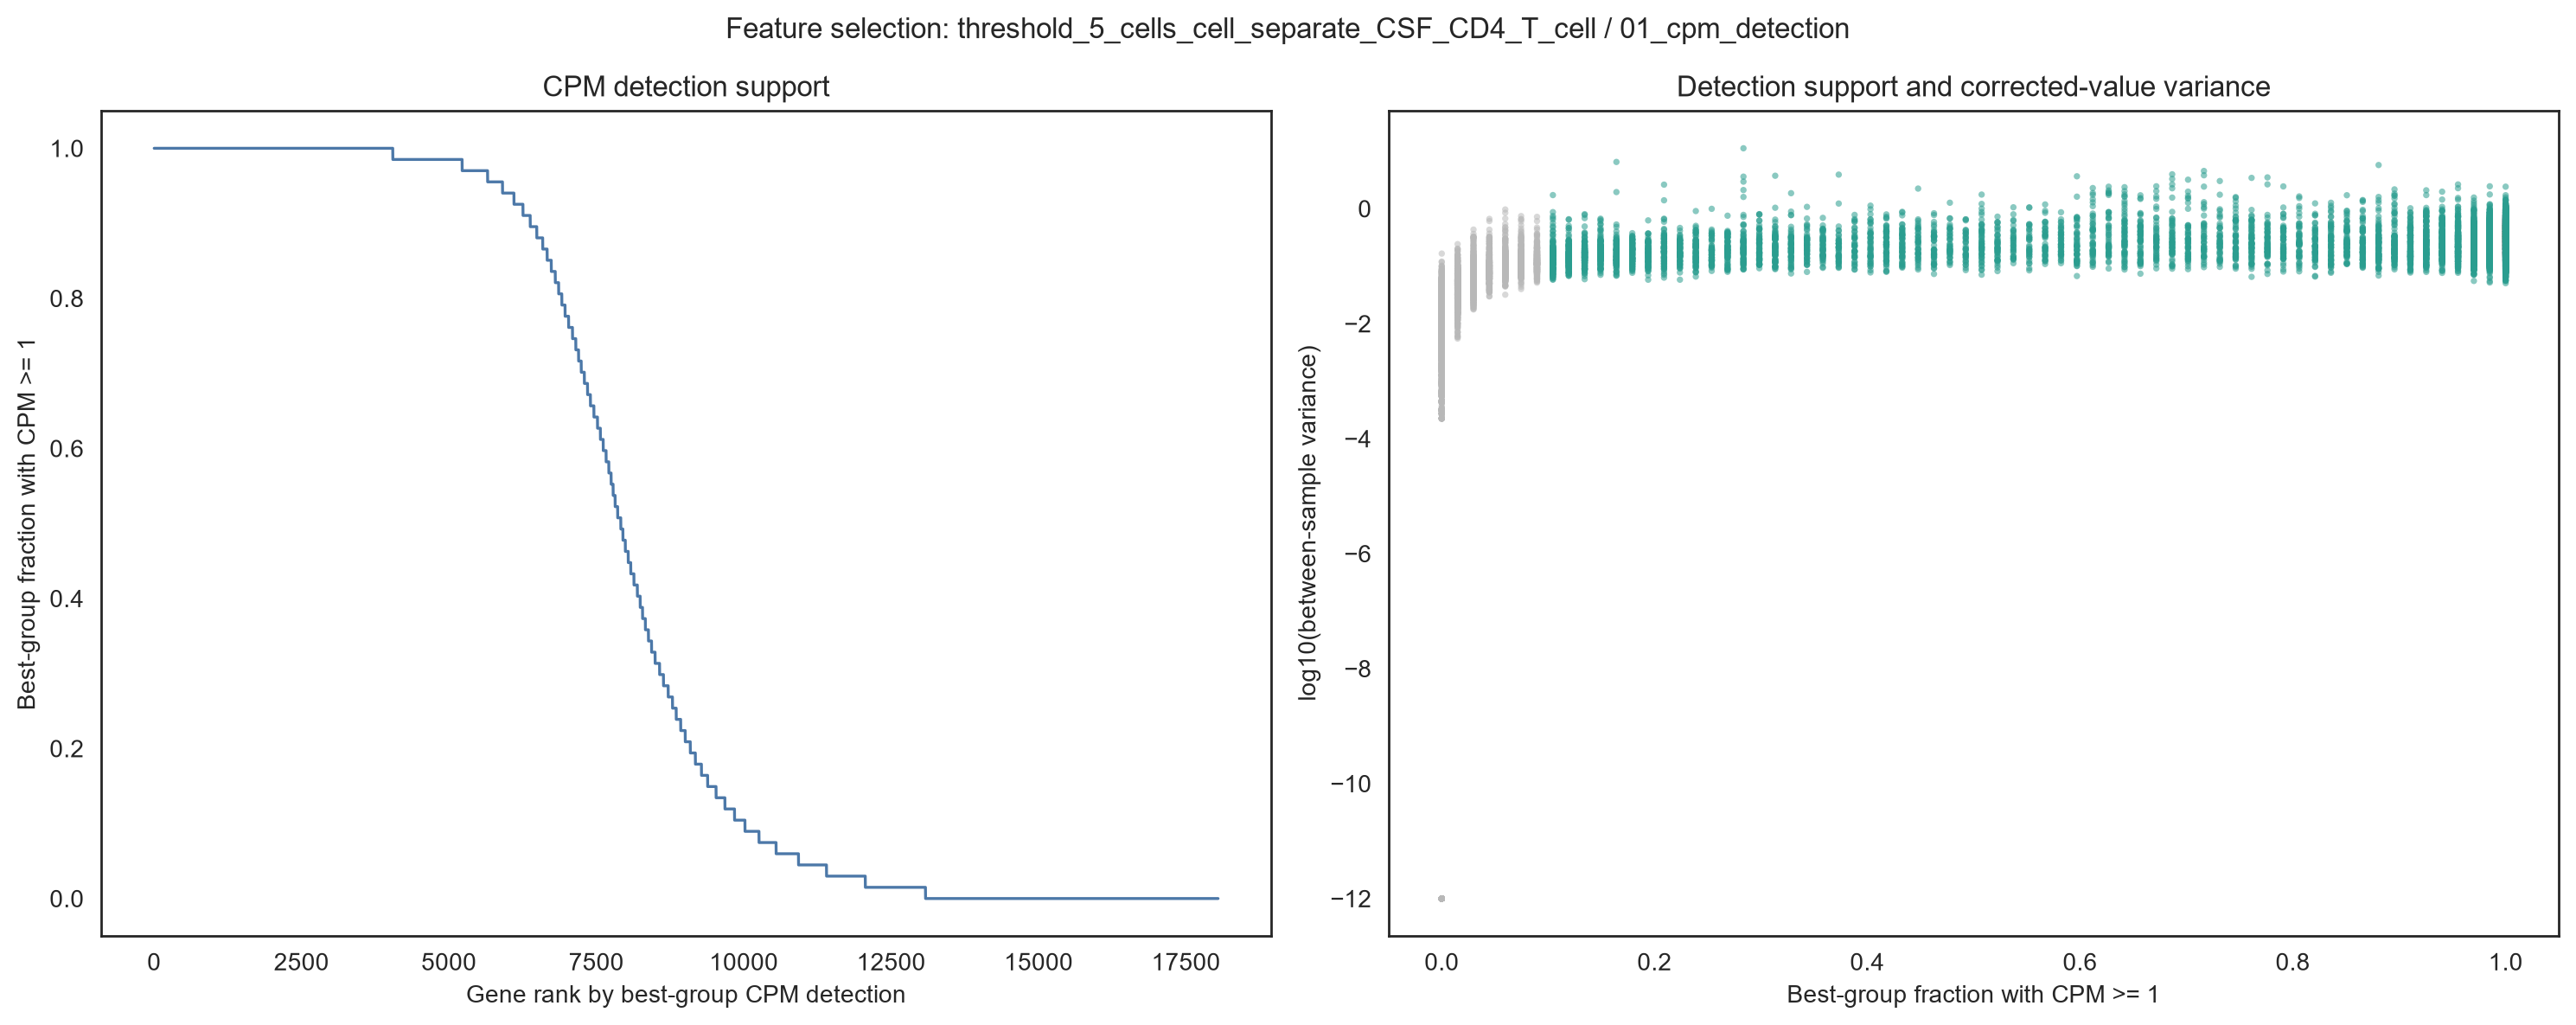 Feature selection: threshold_5_cells_cell_separate_CSF_CD4_T_cell / 01_cpm_detection
CPM detection support
Best-group fraction with CPM >= 1
1.0
0.8
0.6
0.4
0.2
0.0
0 2500 5000 7500 10000 12500 15000 17500
Gene rank by best-group CPM detection
Detection support and corrected-value variance
log10(between-sample variance)
0
−2
−4
−6
−8
−10
−12
0.0 0.2 0.4 0.6 0.8 1.0
Best-group fraction with CPM >= 1